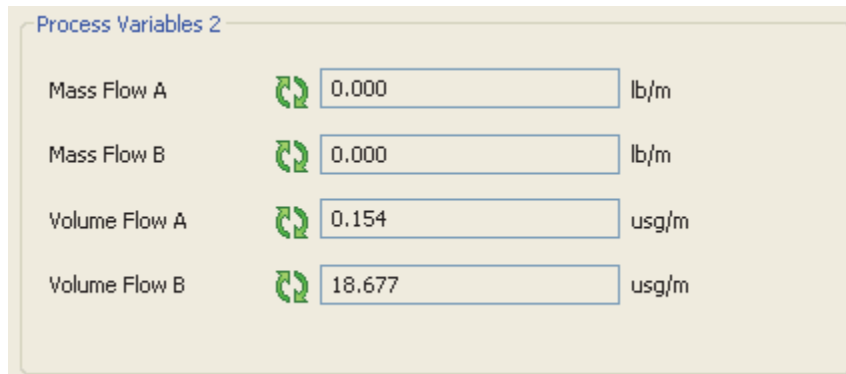 Process Variables 2
Mass Flow A 0.000 lb/m
Mass Flow B 0.000 lb/m
Volume Flow A 0.154 usg/m
Volume Flow B 18.677 usg/m